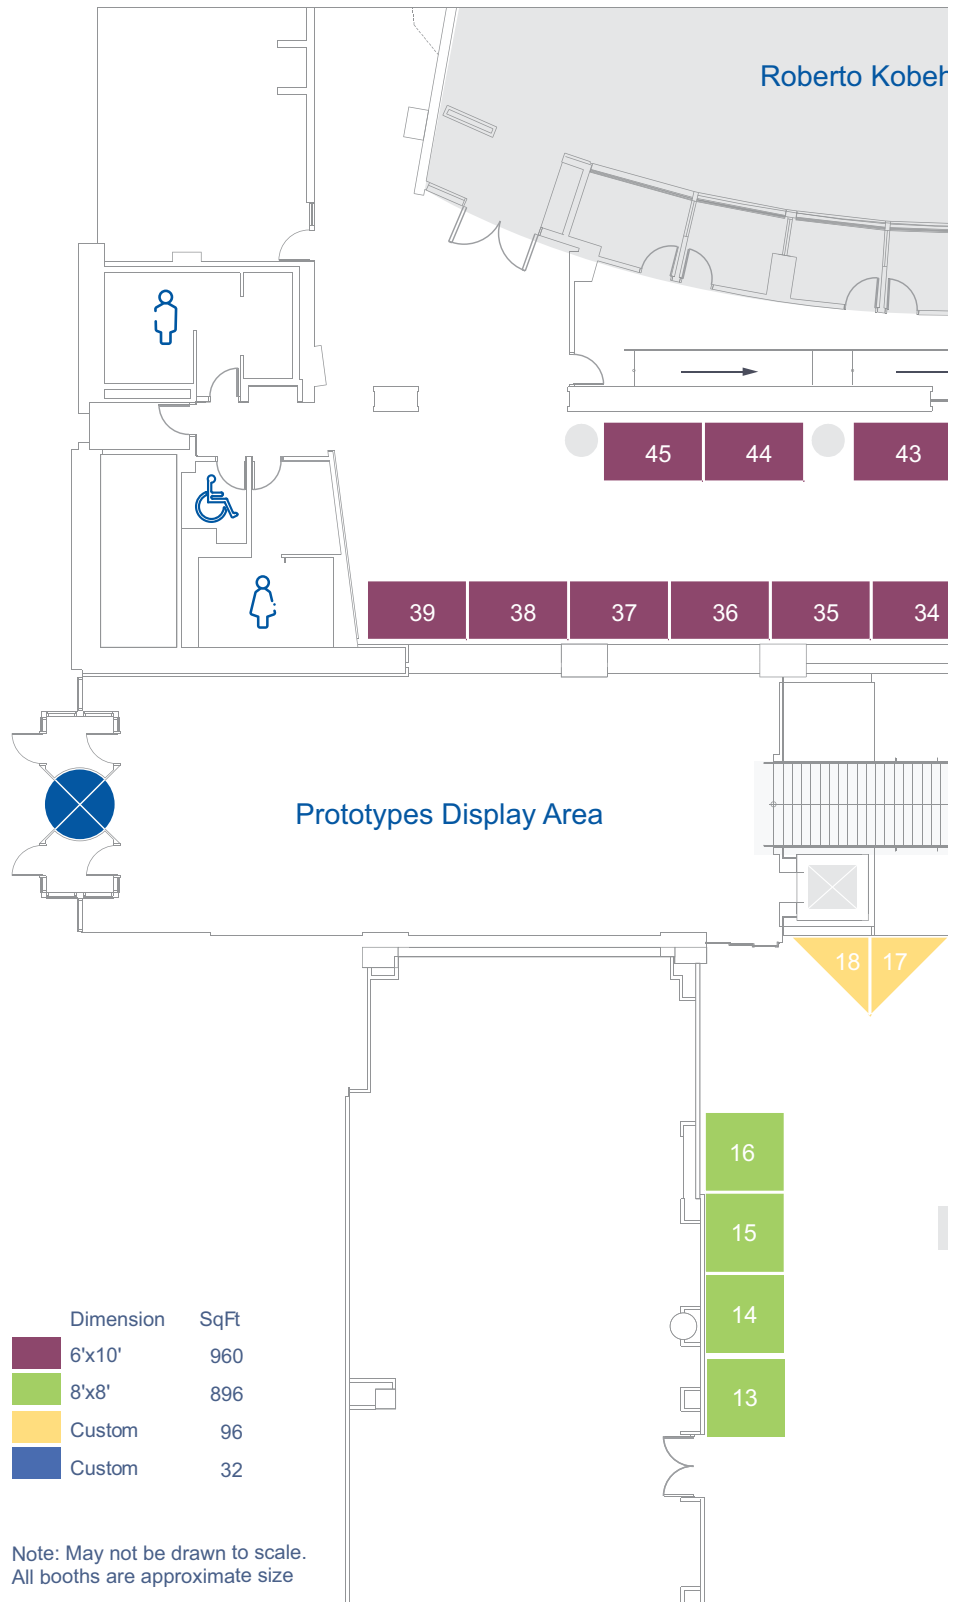 Roberto Kobeh
45
44
43
39
38
37
36
35
34
Prototypes Display Area
18
17
16
15
14
13
Dimension SqFt
6'x10' 960
8'x8' 896
Custom 96
Custom 32
Note: May not be drawn to scale.
All booths are approximate size